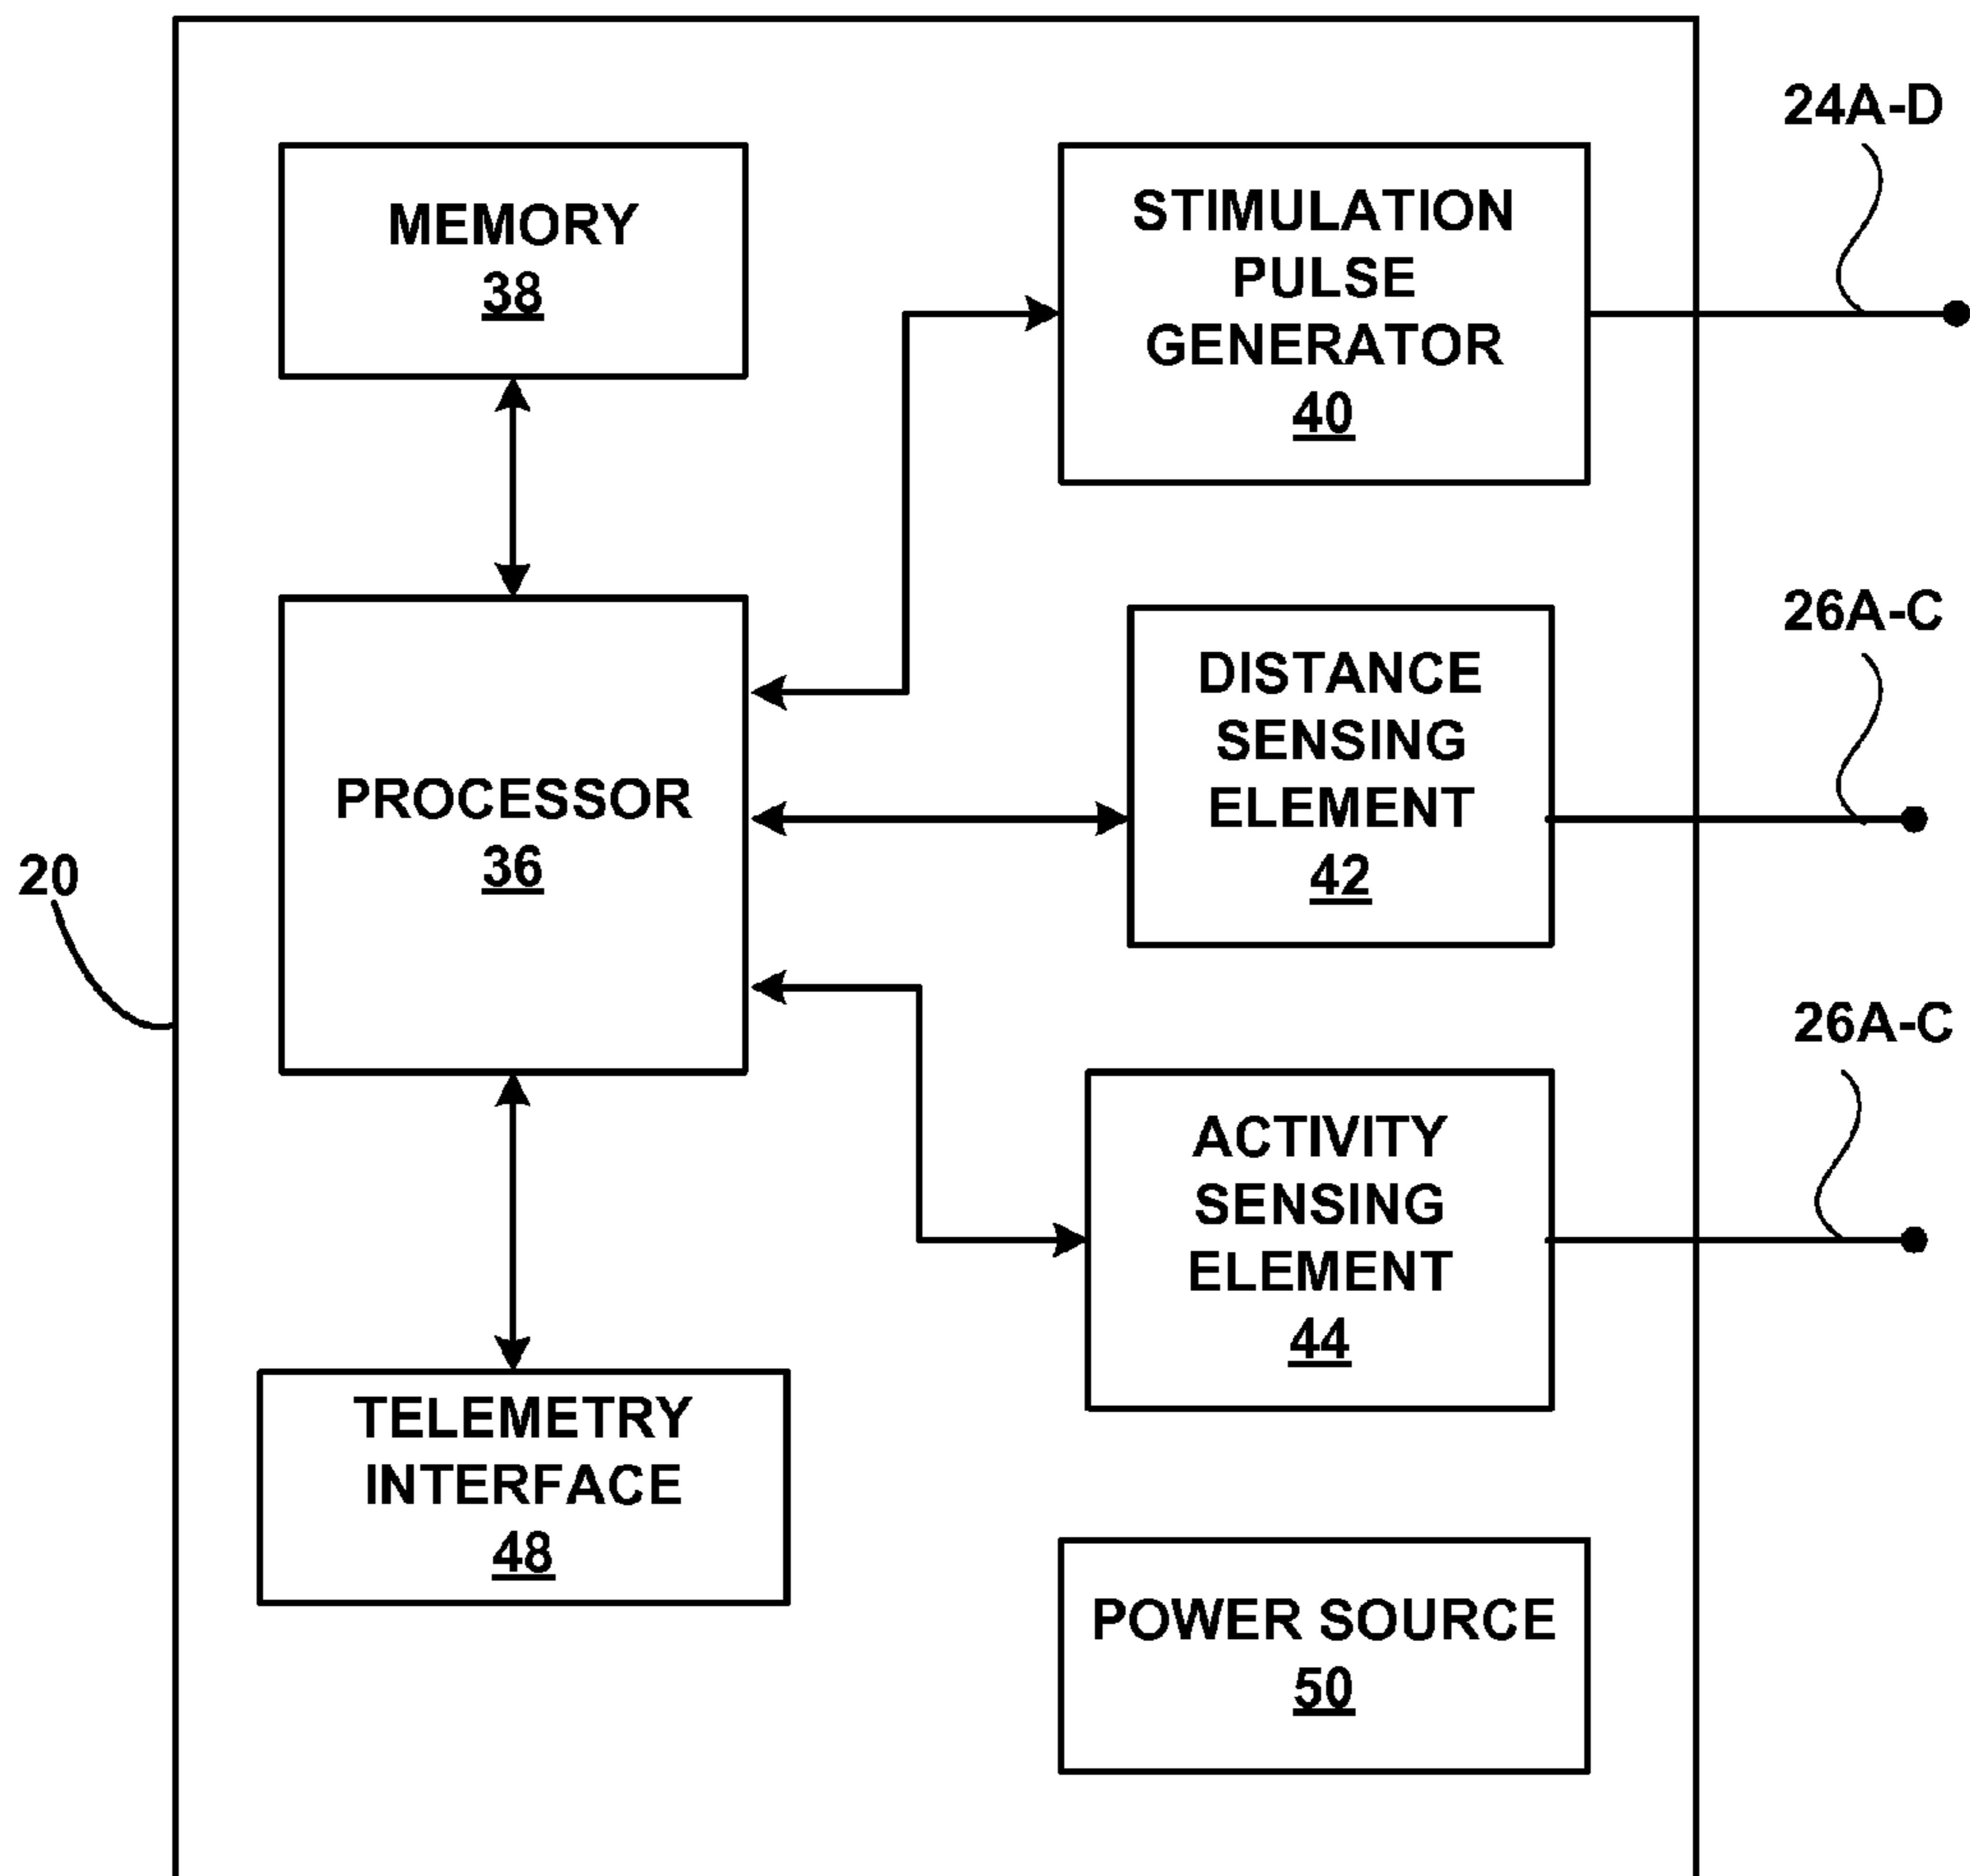 24A-D
MEMORY
38
STIMULATION
PULSE
GENERATOR
40
26A-C
DISTANCE
SENSING
ELEMENT
42
PROCESSOR
36
20
26A-C
ACTIVITY
SENSING
ELEMENT
44
TELEMETRY
INTERFACE
48
POWER SOURCE
50